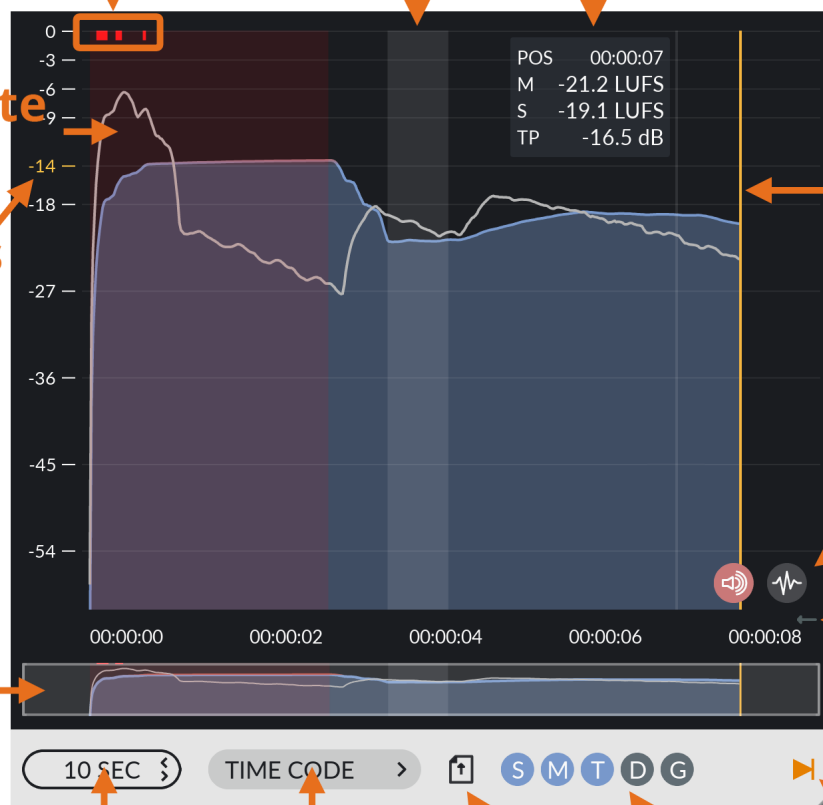 0
-3
-6
te
-9
-14
-18
s
-27
-36
-45
-54
POS 00:00:07
M -21.2 LUFS
S -19.1 LUFS
TP -16.5 dB
00:00:00 00:00:02 00:00:04 00:00:06 00:00:08
10 SEC TIME CODE S M T D G